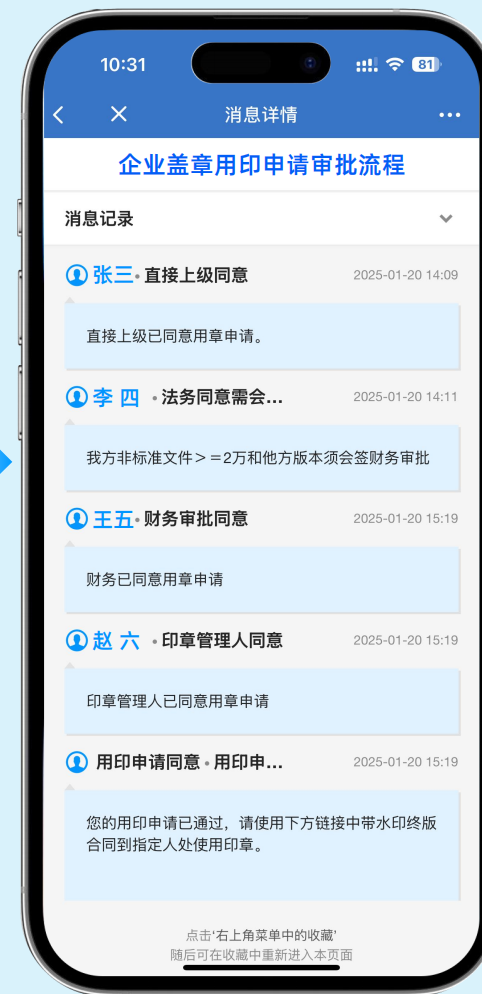 10:31
81
消息详情
企业盖章用印申请审批流程
消息记录
张三•直接上级同意 2025-01-20 14:09
直接上级已同意用章申请。
李 四 •法务同意需会... 2025-01-20 14:11
我方非标准文件＞＝2万和他方版本须会签财务审批
王五•财务审批同意 2025-01-20 15:19
财务已同意用章申请
赵 六 •印章管理人同意 2025-01-20 15:19
印章管理人已同意用章申请
用印申请同意•用印申... 2025-01-20 15:19
您的用印申请已通过，请使用下方链接中带水印终版
合同到指定人处使用印章。
点击‘右上角菜单中的收藏’
随后可在收藏中重新进入本页面